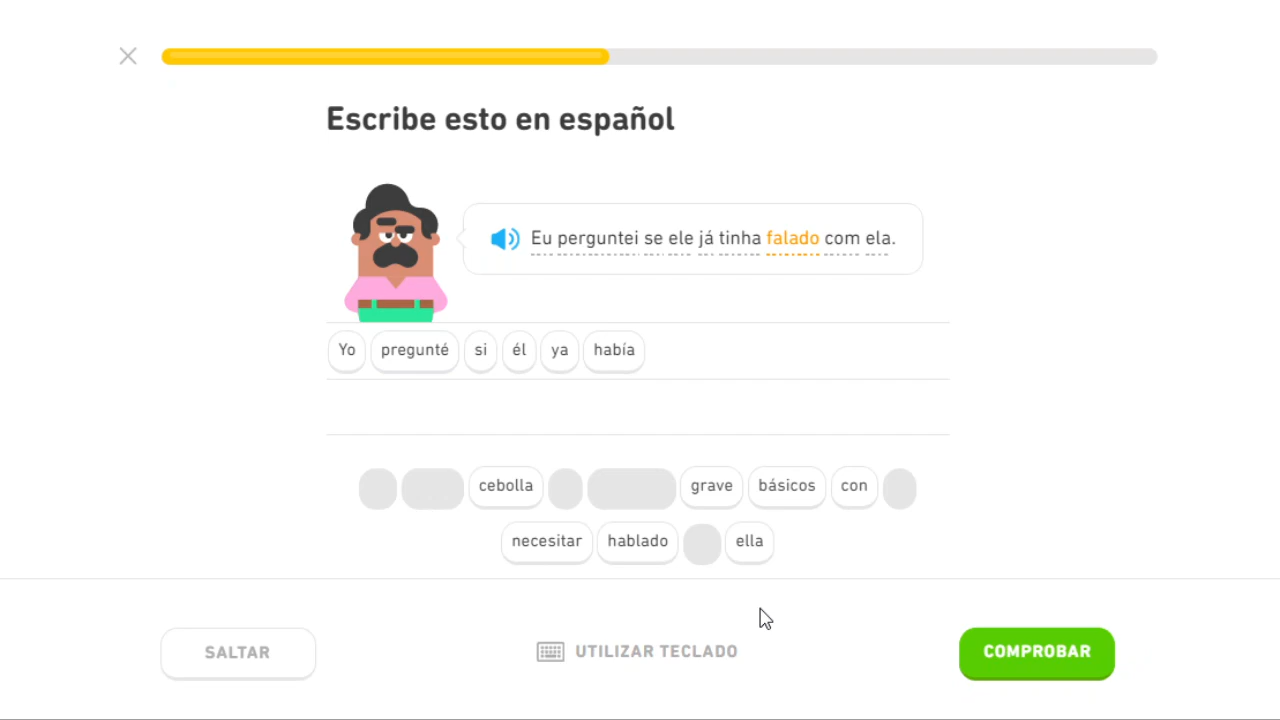 Escribe esto en español
Eu perguntei se ele já tinha falado com ela.
Yo pregunté si él ya había
cebolla grave básicos con
necesitar hablado ella
SALTAR UTILIZAR TECLADO COMPROBAR